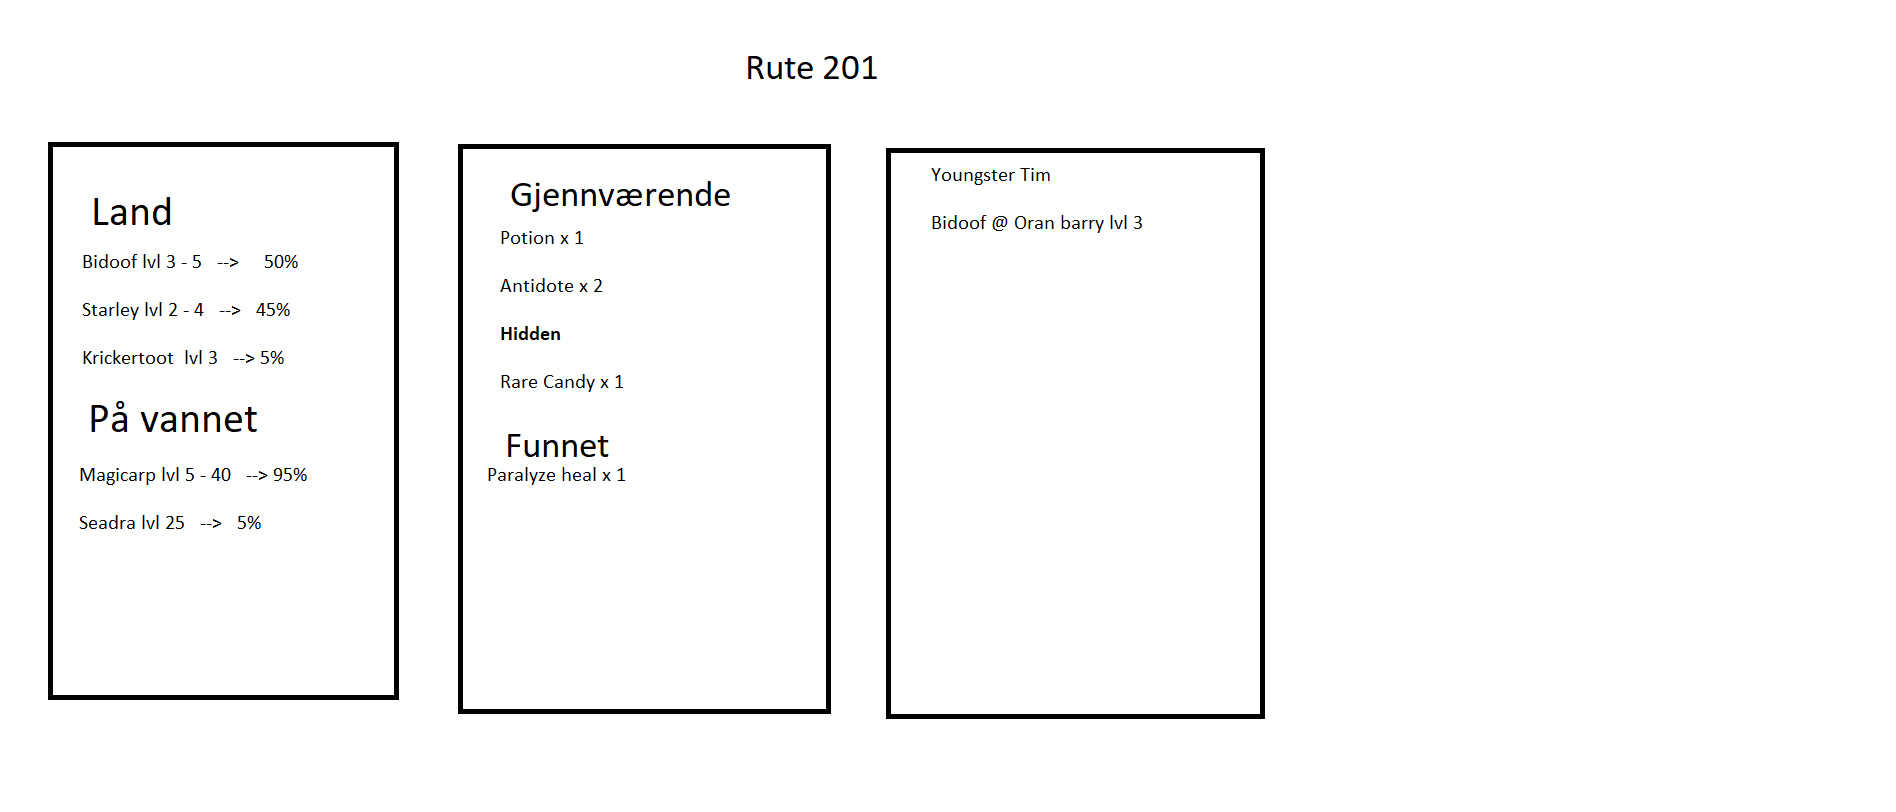 Rute 201
Land
Bidoof lvl 3 - 5 --> 50%
Starley lvl 2 - 4 --> 45%
Krickertoot lvl 3 --> 5%
På vannet
Magicarp lvl 5 - 40 --> 95%
Seadra lvl 25 --> 5%
Gjennværende
Potion x 1
Antidote x 2
Hidden
Rare Candy x 1
Funnet
Paralyze heal x 1
Youngster Tim
Bidoof @ Oran barry lvl 3